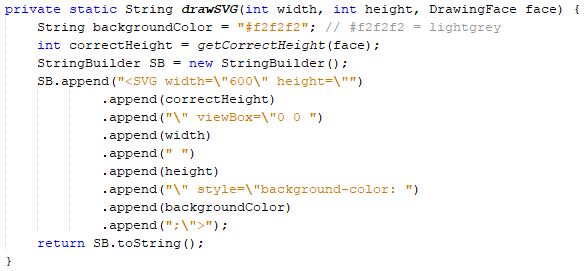 private static String drawSVG(int width, int height, DrawingFace face) {
    String backgroundColor = "#f2f2f2"; // #f2f2f2 = lightgrey
    int correctHeight = getCorrectHeight(face);
    StringBuilder SB = new StringBuilder();
    SB.append("<SVG width=\"600\" height=\"")
            .append(correctHeight)
            .append("\" viewBox=\"0 0 ")
            .append(width)
            .append(" ")
            .append(height)
            .append("\" style=\"background-color: ")
            .append(backgroundColor)
            .append(";\">");
    return SB.toString();
}